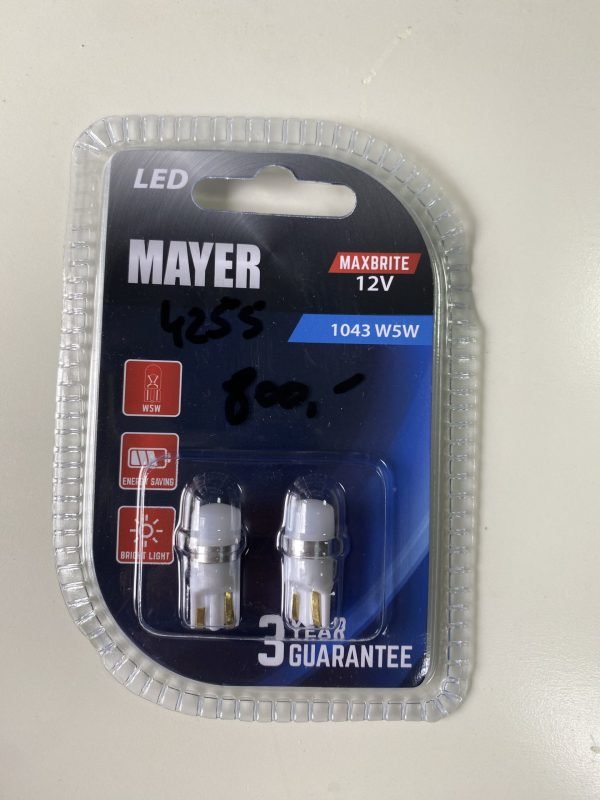 LED
MAYER
MAXBRITE
12V
4255
1043 W5W
800,-
W5W
ENERGY SAVING
BRIGHT LIGHT
3 YEAR
GUARANTEE